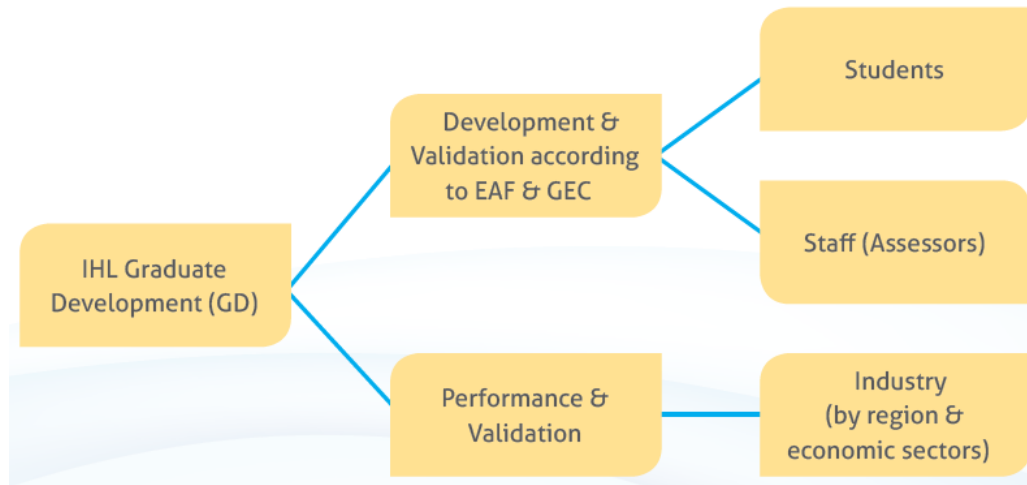 IHL Graduate
Development (GD)
Development &
Validation according
to EAF & GEC
Performance &
Validation
Students
Staff (Assessors)
Industry
(by region &
economic sectors)